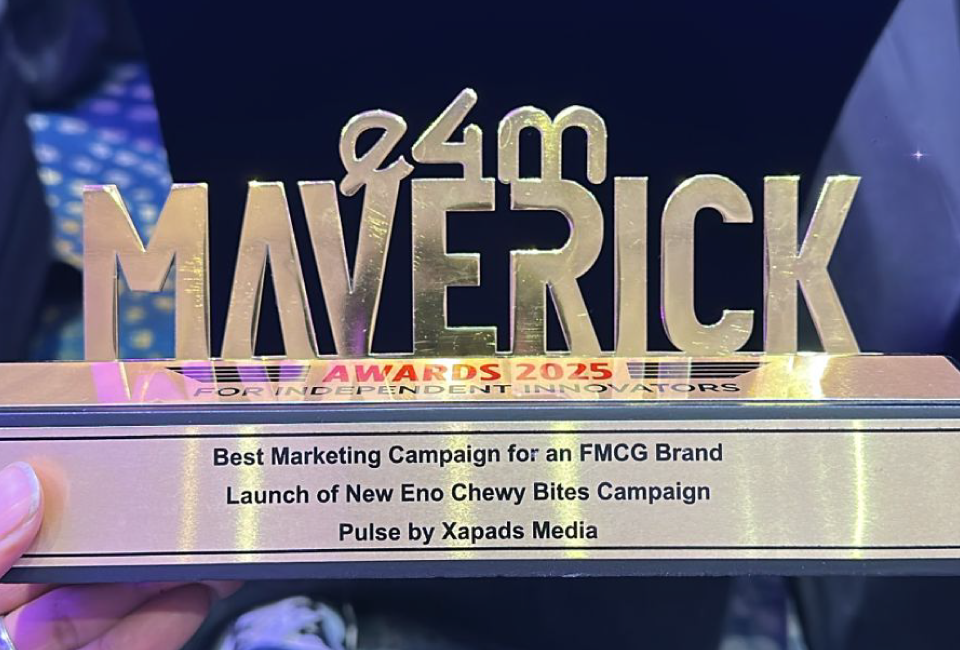 e4m
MAVERICK
AWARDS 2025
FOR INDEPENDENT INNOVATORS
Best Marketing Campaign for an FMCG Brand
Launch of New Eno Chewy Bites Campaign
Pulse by Xapads Media